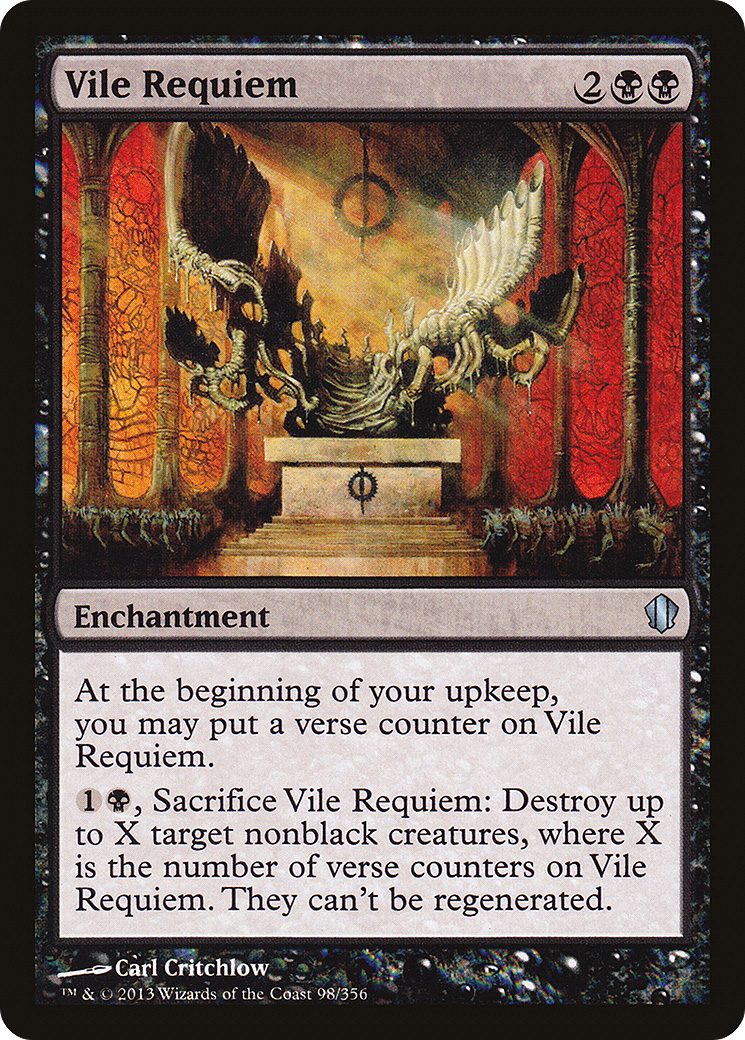 Vile Requiem 2
Enchantment
At the beginning of your upkeep,
you may put a verse counter on Vile
Requiem.
1, Sacrifice Vile Requiem: Destroy up
to X target nonblack creatures, where X
is the number of verse counters on Vile
Requiem. They can't be regenerated.
Carl Critchlow
™ & © 2013 Wizards of the Coast 98/356